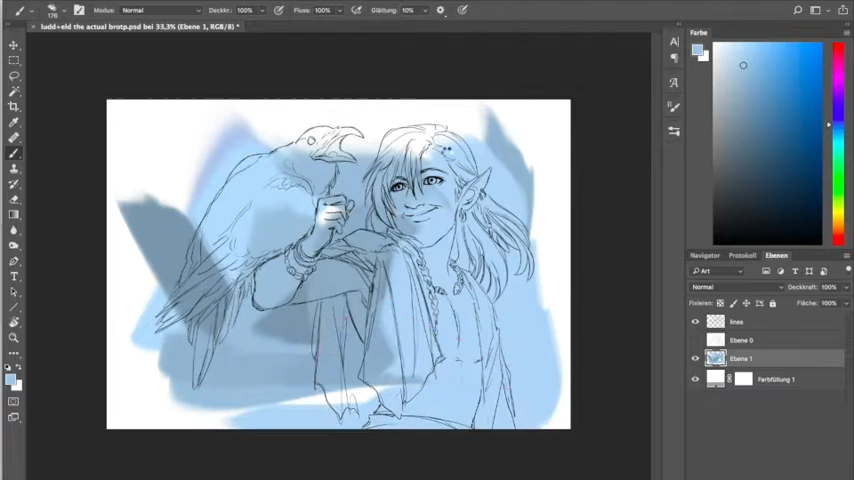 176 Modus: Normal Deckkr.: 100% Fluss: 100% Glättung: 10%
ludd+eld the actual brotp.psd bei 33,3% (Ebene 1, RGB/8) *
Farbe
Navigator Protokoll Ebenen
Art
Normal Deckkraft: 100%
Fixieren: Fläche: 100%
lines
Ebene 0
Ebene 1
Farbfüllung 1